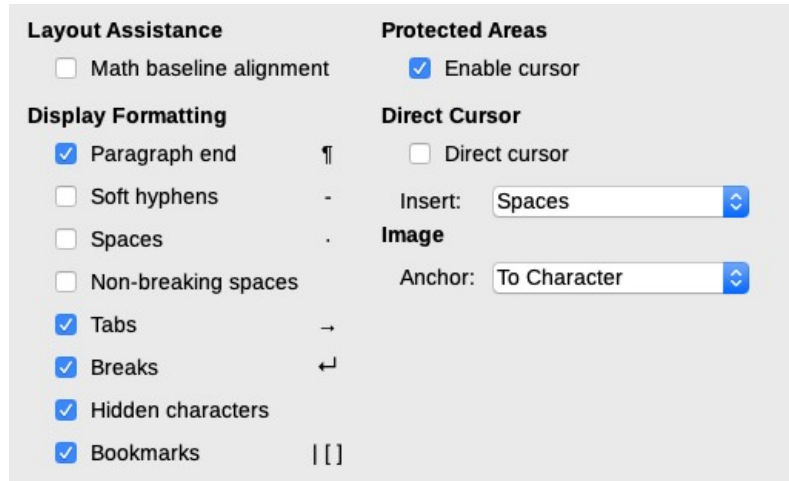 Layout Assistance
Math baseline alignment
Display Formatting
Paragraph end ¶
Soft hyphens -
Spaces ·
Non-breaking spaces
Tabs →
Breaks ↵
Hidden characters
Bookmarks |[]
Protected Areas
Enable cursor
Direct Cursor
Direct cursor
Insert: Spaces
Image
Anchor: To Character